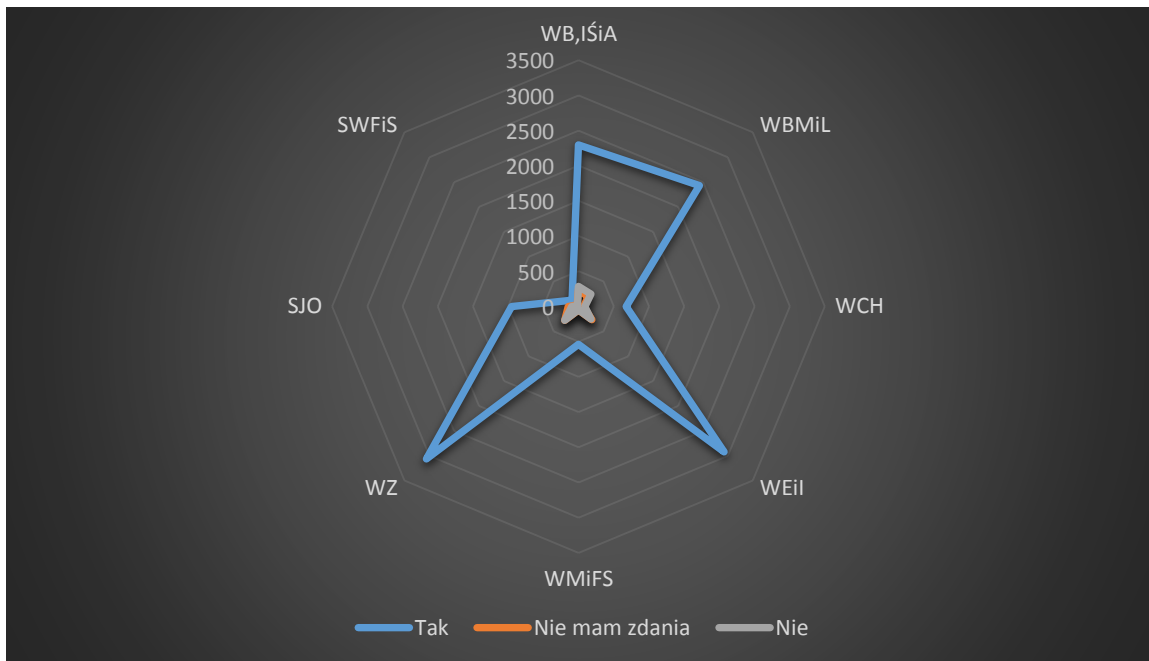 WB,IŚiA
3500
3000
2500
2000
1500
1000
500
0
SWFiS
WBMiL
SJO
WCH
WZ
WEiI
WMiFS
Tak Nie mam zdania Nie